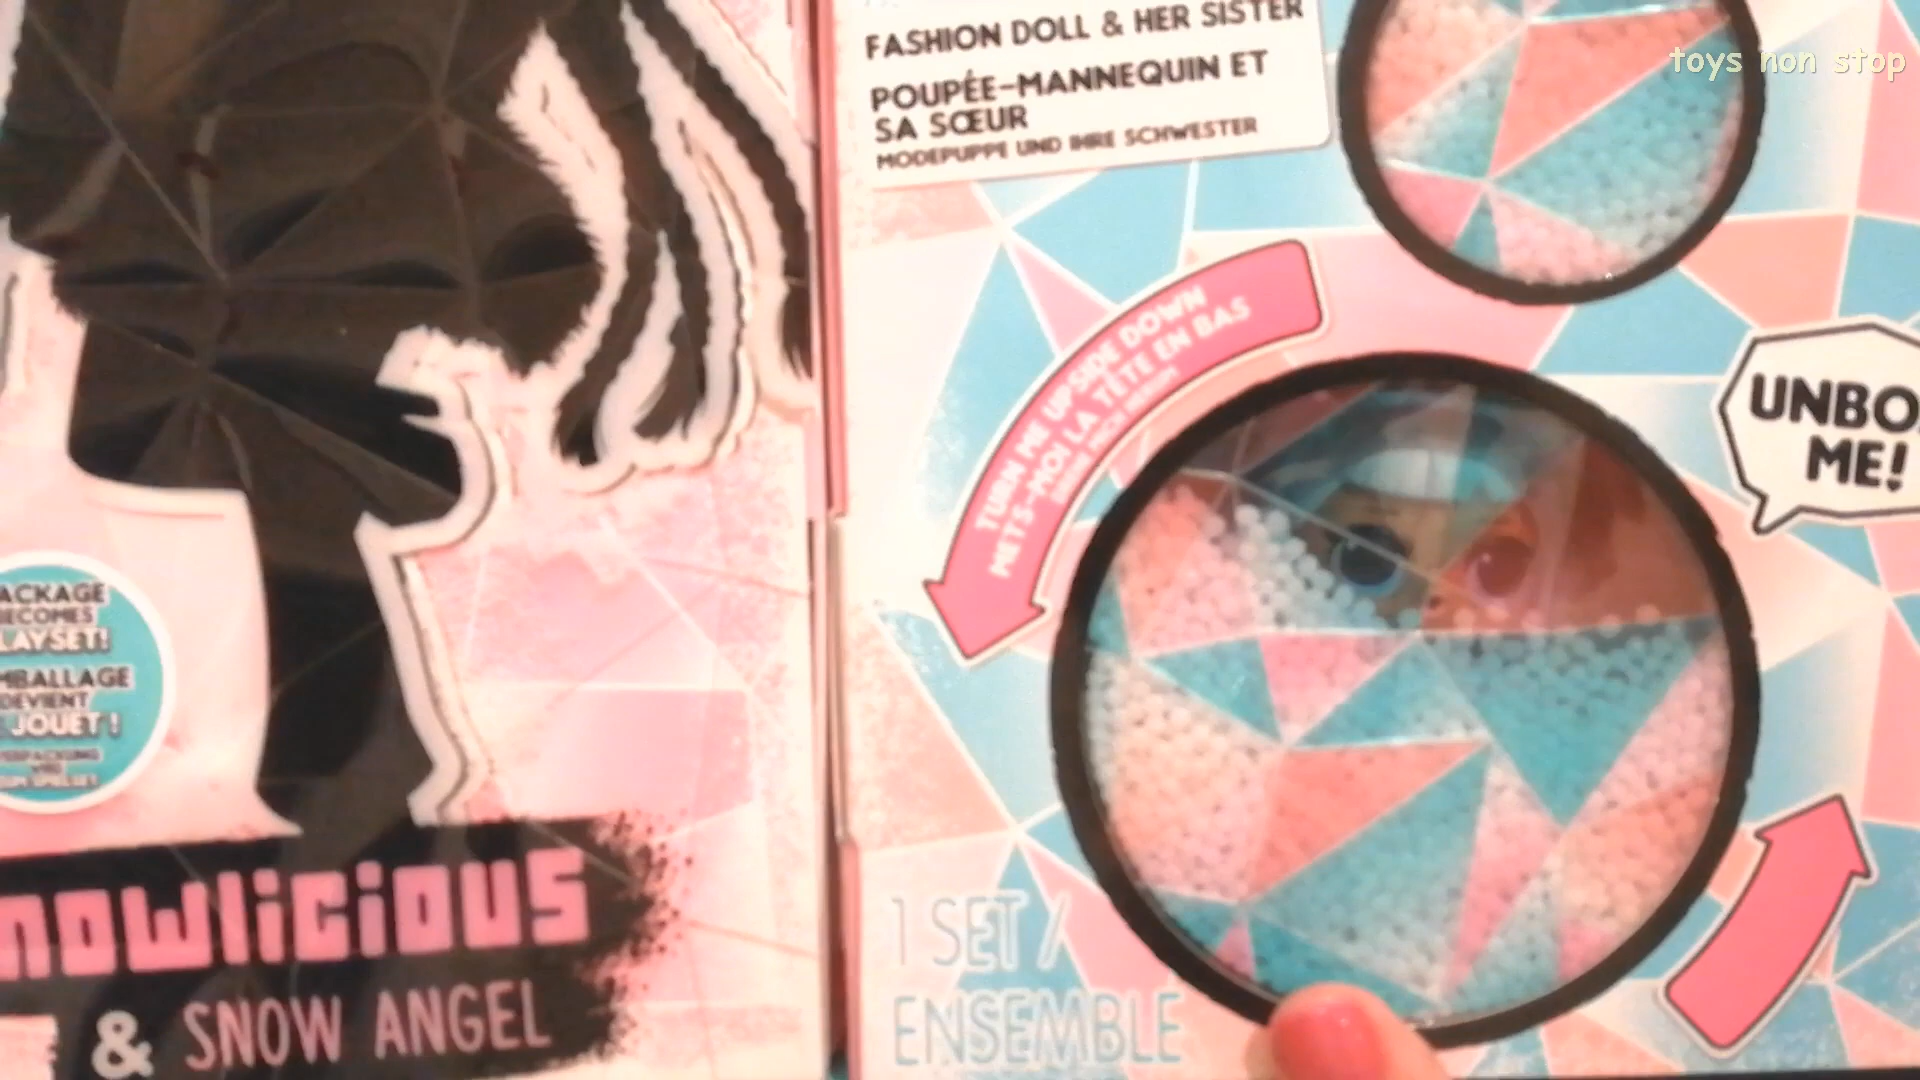 toys non stop
FASHION DOLL & HER SISTER
POUPÉE-MANNEQUIN ET
SA SŒUR
MODEPUPPE UND IHRE SCHWESTER
TURN ME UPSIDE DOWN
METS-MOI LA TÊTE EN BAS
UNBO
ME!
ACKAGE
BECOMES
LAYSET!
MBALLAGE
DEVIENT
JOUET !
nowlicious
& SNOW ANGEL
1 SET /
ENSEMBLE